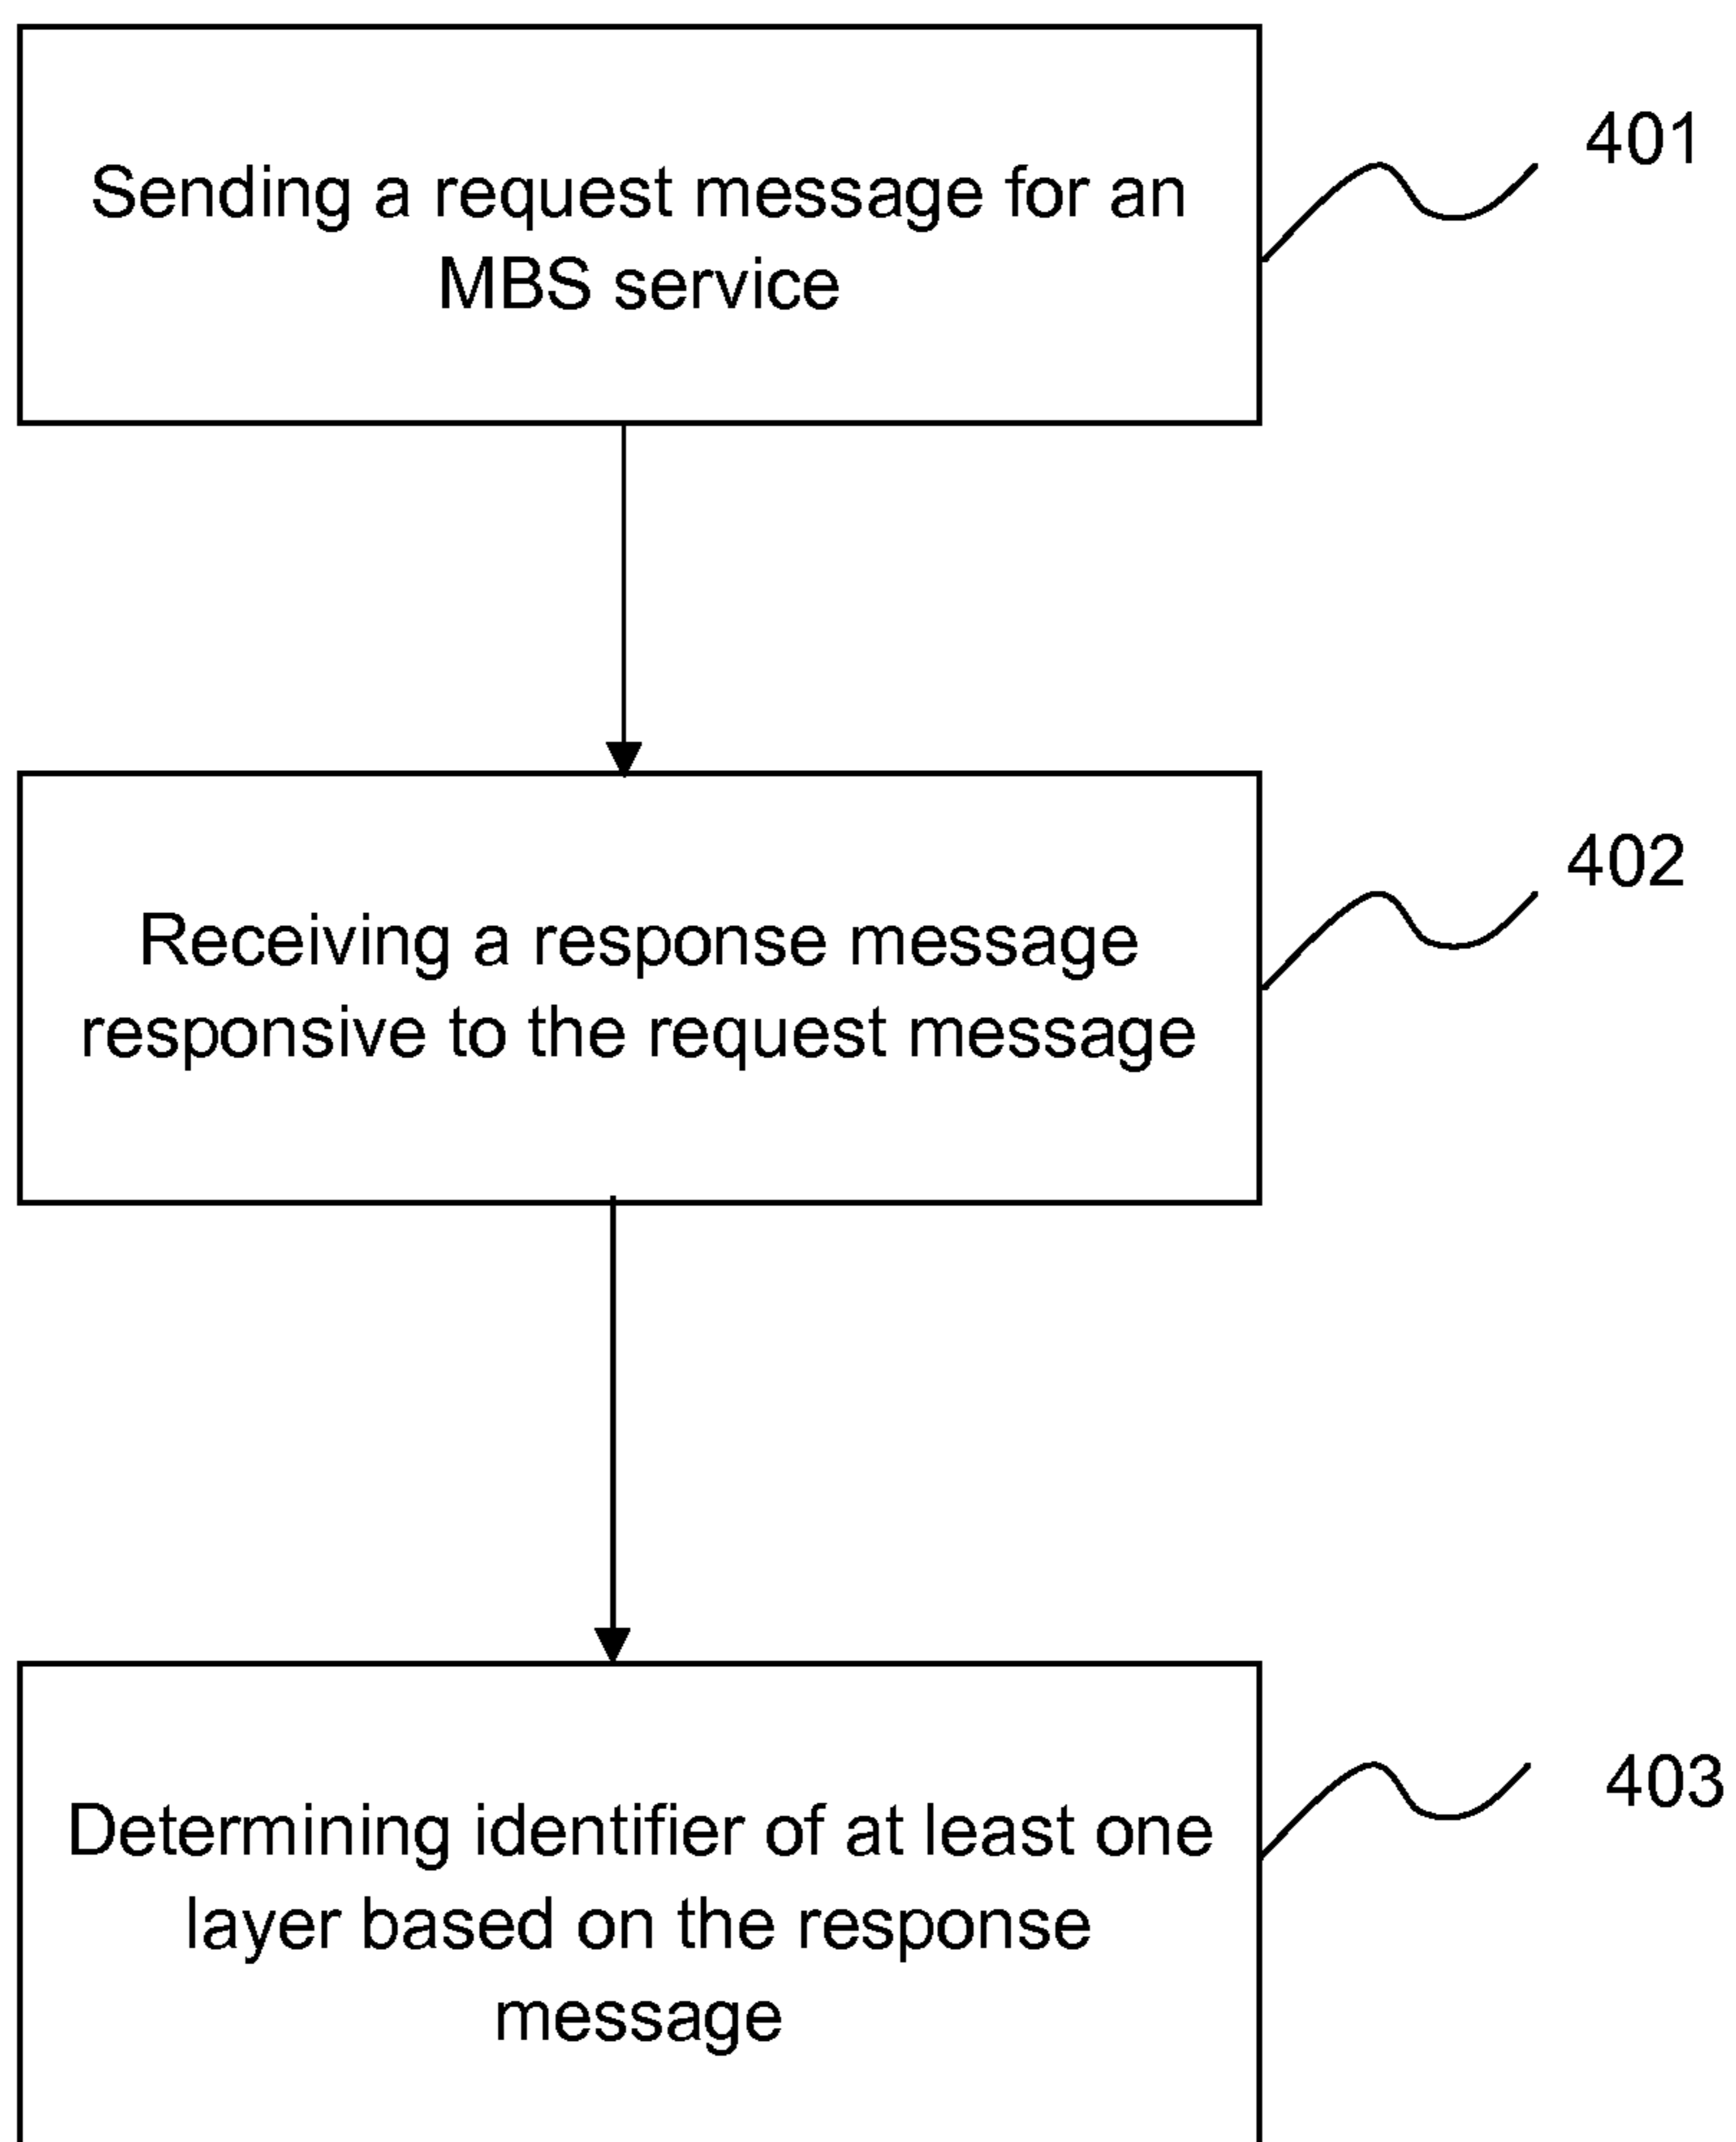 401
Sending a request message for an
MBS service
402
Receiving a response message
responsive to the request message
403
Determining identifier of at least one
layer based on the response
message